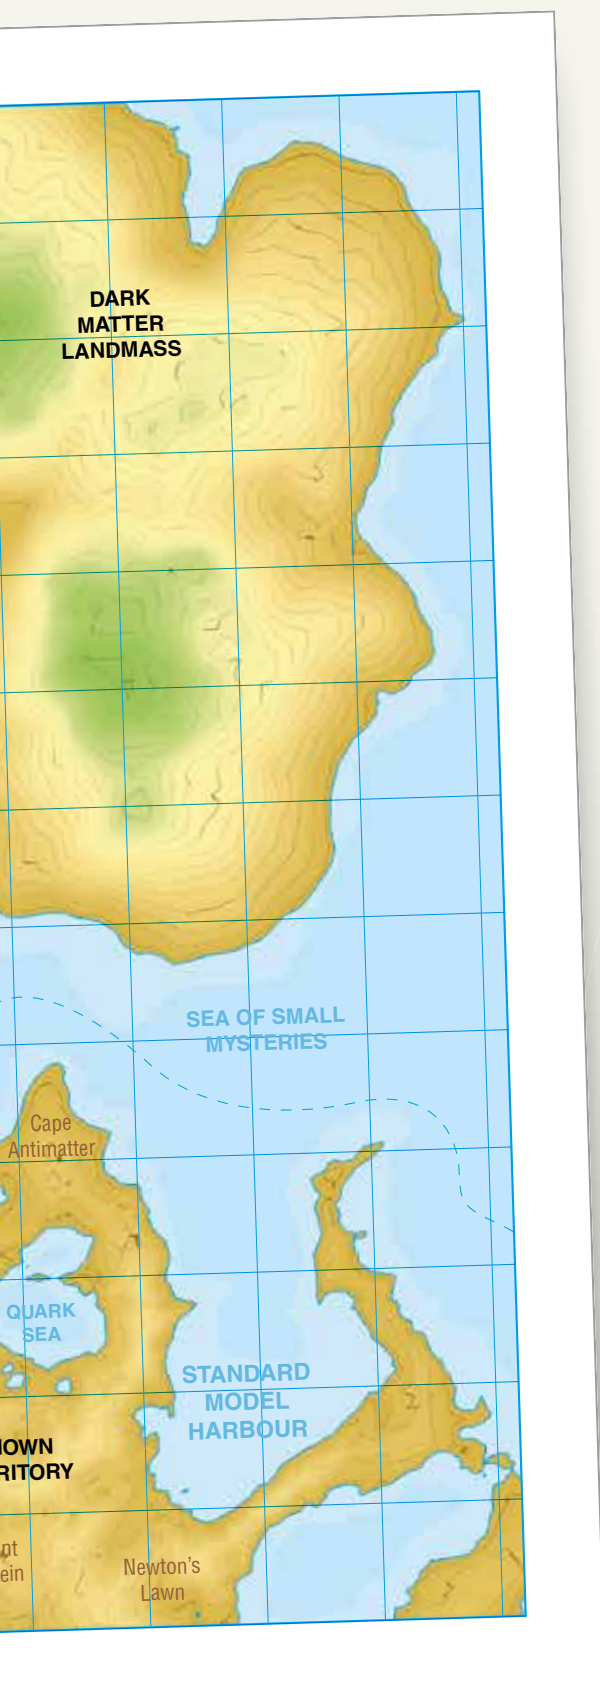 DARK
MATTER
LANDMASS
SEA OF SMALL
MYSTERIES
Cape
Antimatter
QUARK
SEA
STANDARD
MODEL
HARBOUR
Newton's
Lawn